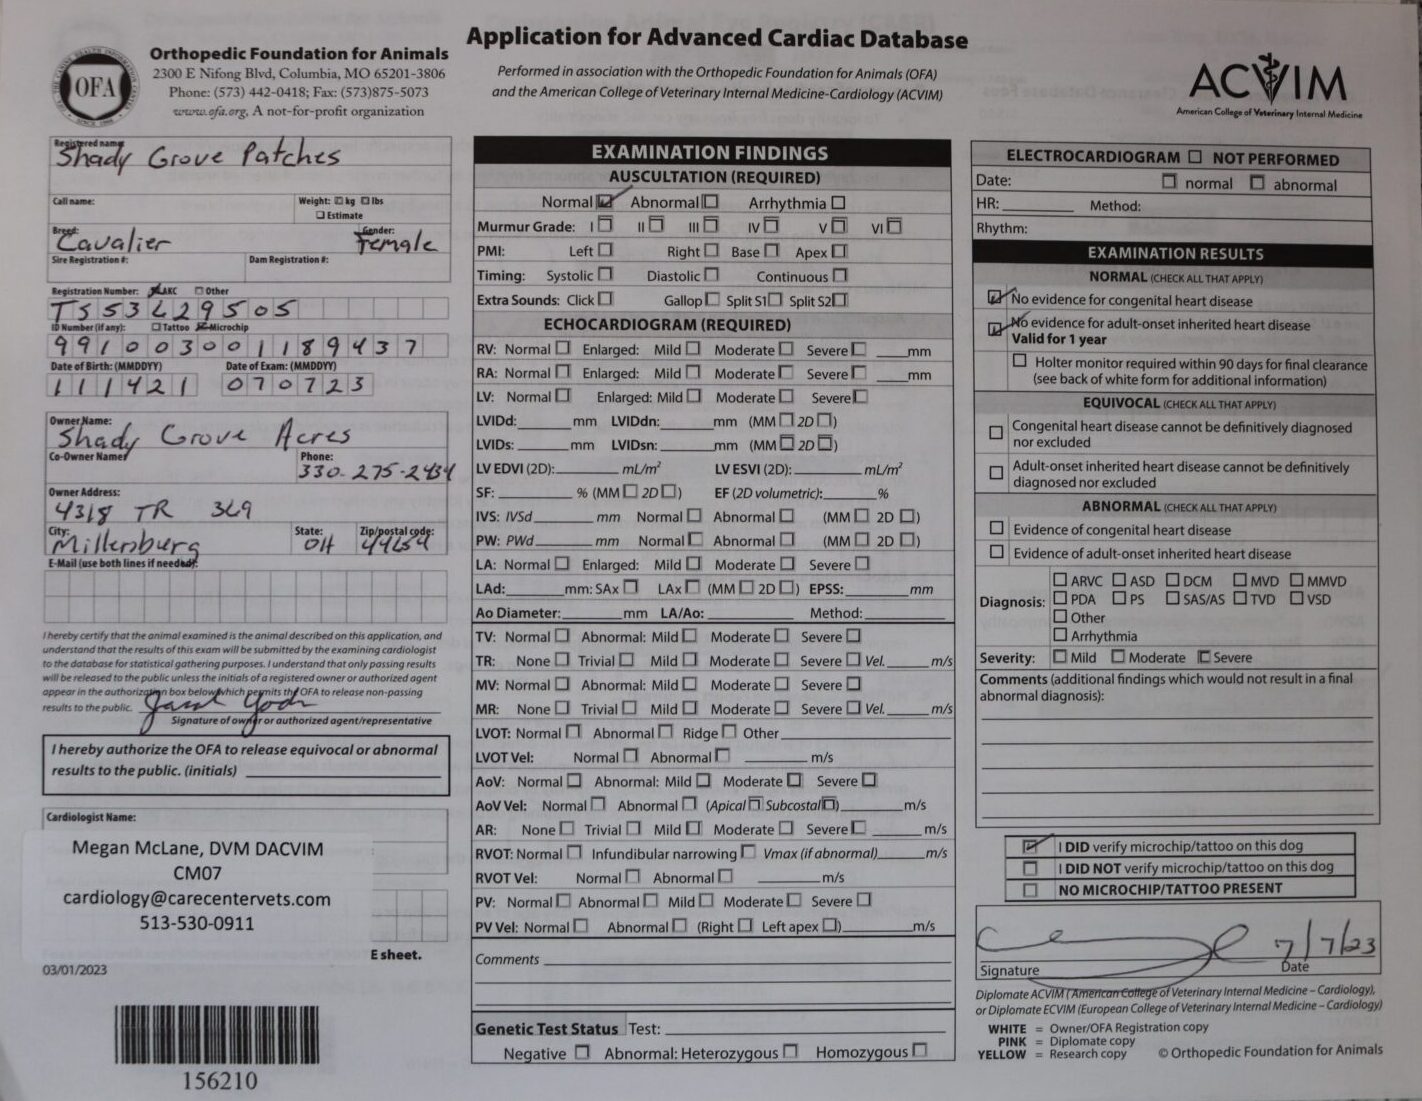 Application for Advanced Cardiac Database
Performed in association with the Orthopedic Foundation for Animals (OFA)
and the American College of Veterinary Internal Medicine-Cardiology (ACVIM)
OFA
Orthopedic Foundation for Animals
2300 E Nifong Blvd, Columbia, MO 65201-3806
Phone: (573) 442-0418; Fax: (573)875-5073
www.ofa.org, A not-for-profit organization
ACVIM
American College of Veterinary Internal Medicine
Registered name
Shady Grove Patches
Call name: Weight: kg lbs
Estimate
Breed: Gender:
Cavalier Female
Sire Registration #: Dam Registration #:
Registration Number: AKC Other
TS53629505
ID Number (if any): Tattoo Microchip
991003001189437
Date of Birth: (MMDDYY) Date of Exam: (MMDDYY)
111421 070723
Owner Name:
Shady Grove Acres
Co-Owner Name Phone:
330-275-2434
Owner Address:
4318 TR 369
City: State: Zip/postal code:
Millersburg OH 44654
E-Mail (use both lines if needed):
I hereby certify that the animal examined is the animal described on this application, and
understand that the results of this exam will be submitted by the examining cardiologist
to the database for statistical gathering purposes. I understand that only passing results
will be released to the public unless the initials of a registered owner or authorized agent
appear in the authorization box below which permits the OFA to release non-passing
results to the public.
Signature of owner or authorized agent/representative
I hereby authorize the OFA to release equivocal or abnormal
results to the public. (initials)
Cardiologist Name:
Megan McLane, DVM DACVIM
CM07
cardiology@carecentervets.com
513-530-0911
E sheet.
03/01/2023
156210
EXAMINATION FINDINGS
AUSCULTATION (REQUIRED)
Normal Abnormal Arrhythmia
Murmur Grade: I II III IV V VI
PMI: Left Right Base Apex
Timing: Systolic Diastolic Continuous
Extra Sounds: Click Gallop Split S1 Split S2
ECHOCARDIOGRAM (REQUIRED)
RV: Normal Enlarged: Mild Moderate Severe mm
RA: Normal Enlarged: Mild Moderate Severe mm
LV: Normal Enlarged: Mild Moderate Severe
LVIDd: mm LVIDdn: mm (MM 2D )
LVIDs: mm LVIDsn: mm (MM 2D )
LV EDVI (2D): mL/m² LV ESVI (2D): mL/m²
SF: % (MM 2D ) EF (2D volumetric): %
IVS: IVSd mm Normal Abnormal (MM 2D )
PW: PWd mm Normal Abnormal (MM 2D )
LA: Normal Enlarged: Mild Moderate Severe
LAd: mm: SAx LAx (MM 2D ) EPSS: mm
Ao Diameter: mm LA/Ao: Method:
TV: Normal Abnormal: Mild Moderate Severe
TR: None Trivial Mild Moderate Severe Vel. m/s
MV: Normal Abnormal: Mild Moderate Severe
MR: None Trivial Mild Moderate Severe Vel. m/s
LVOT: Normal Abnormal Ridge Other
LVOT Vel: Normal Abnormal m/s
AoV: Normal Abnormal: Mild Moderate Severe
AoV Vel: Normal Abnormal (Apical Subcostal ) m/s
AR: None Trivial Mild Moderate Severe m/s
RVOT: Normal Infundibular narrowing Vmax (if abnormal) m/s
RVOT Vel: Normal Abnormal m/s
PV: Normal Abnormal Mild Moderate Severe
PV Vel: Normal Abnormal (Right Left apex ) m/s
Comments
Genetic Test Status Test:
Negative Abnormal: Heterozygous Homozygous
ELECTROCARDIOGRAM NOT PERFORMED
Date: normal abnormal
HR: Method:
Rhythm:
EXAMINATION RESULTS
NORMAL (CHECK ALL THAT APPLY)
No evidence for congenital heart disease
No evidence for adult-onset inherited heart disease
Valid for 1 year
Holter monitor required within 90 days for final clearance
(see back of white form for additional information)
EQUIVOCAL (CHECK ALL THAT APPLY)
Congenital heart disease cannot be definitively diagnosed
nor excluded
Adult-onset inherited heart disease cannot be definitively
diagnosed nor excluded
ABNORMAL (CHECK ALL THAT APPLY)
Evidence of congenital heart disease
Evidence of adult-onset inherited heart disease
Diagnosis: ARVC ASD DCM MVD MMVD
PDA PS SAS/AS TVD VSD
Other
Arrhythmia
Severity: Mild Moderate Severe
Comments (additional findings which would not result in a final
abnormal diagnosis):
I DID verify microchip/tattoo on this dog
I DID NOT verify microchip/tattoo on this dog
NO MICROCHIP/TATTOO PRESENT
7/7/23
Signature Date
Diplomate ACVIM (American College of Veterinary Internal Medicine – Cardiology),
or Diplomate ECVIM (European College of Veterinary Internal Medicine – Cardiology)
WHITE = Owner/OFA Registration copy
PINK = Diplomate copy
YELLOW = Research copy © Orthopedic Foundation for Animals